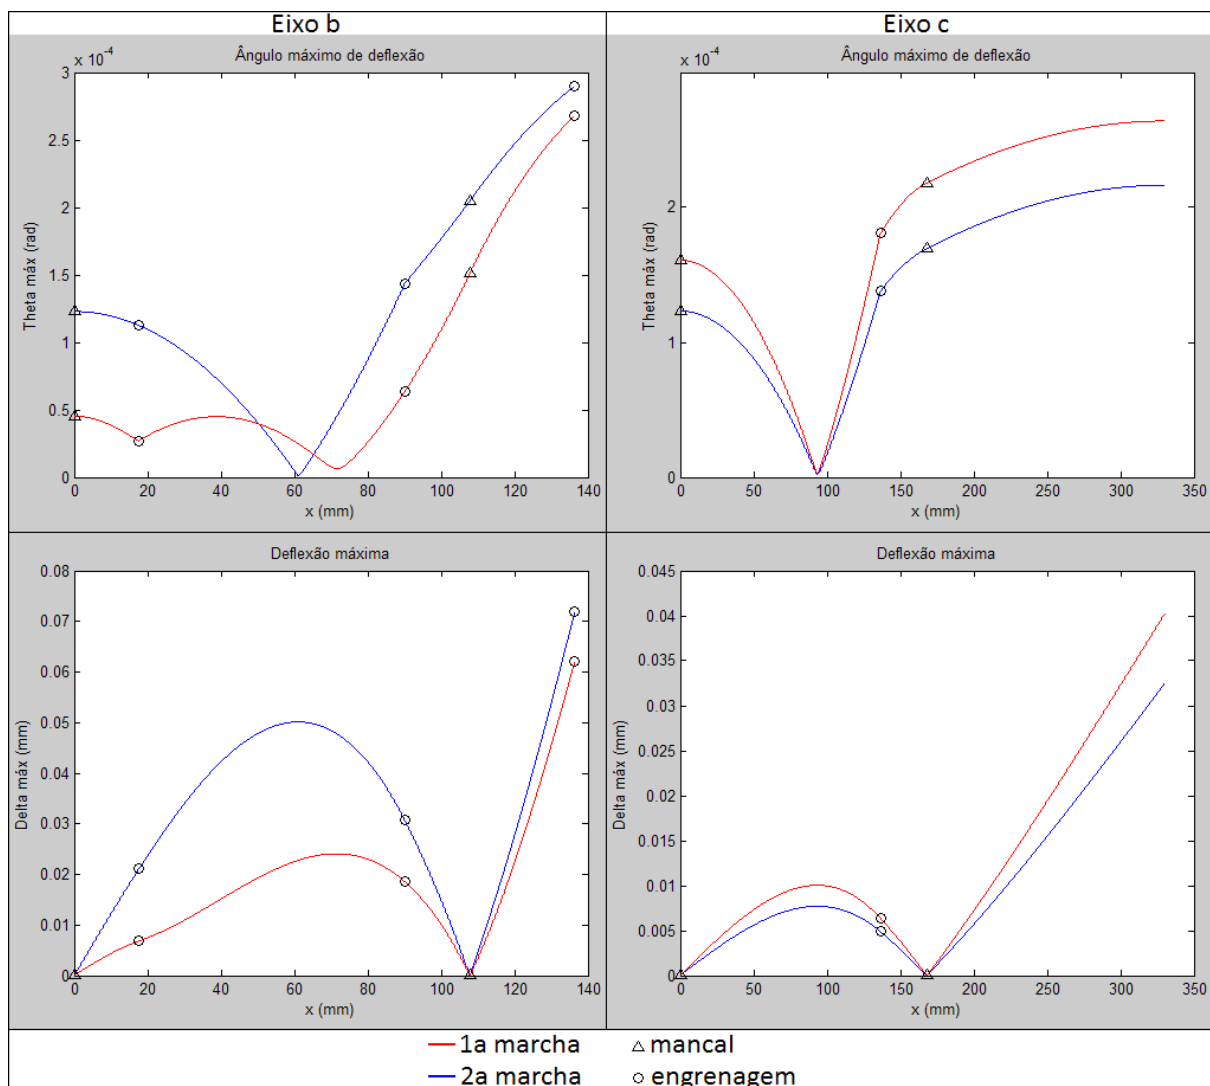 Eixo b
Eixo c
x 10^-4
Ângulo máximo de deflexão
Theta máx (rad)
3
2.5
2
1.5
1
0.5
0
0 20 40 60 80 100 120 140
x (mm)
x 10^-4
Ângulo máximo de deflexão
Theta máx (rad)
2
1
0
0 50 100 150 200 250 300 350
x (mm)
Deflexão máxima
Delta máx (mm)
0.08
0.07
0.06
0.05
0.04
0.03
0.02
0.01
0
0 20 40 60 80 100 120 140
x (mm)
Deflexão máxima
Delta máx (mm)
0.045
0.04
0.035
0.03
0.025
0.02
0.015
0.01
0.005
0
0 50 100 150 200 250 300 350
x (mm)
1a marcha
mancal
2a marcha
engrenagem